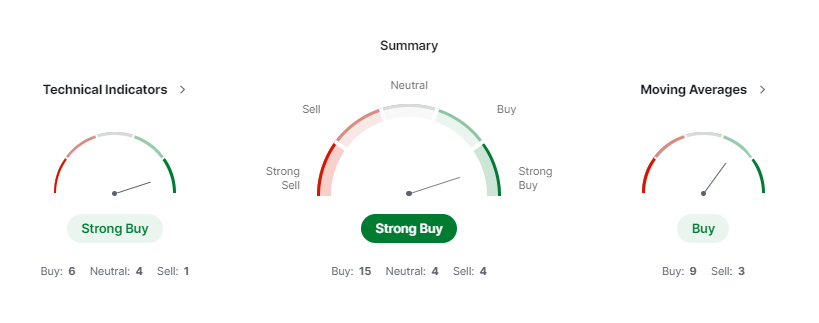 Summary
Technical Indicators
Moving Averages
Neutral
Sell
Buy
Strong
Sell
Strong
Buy
Strong Buy
Strong Buy
Buy
Buy: 6 Neutral: 4 Sell: 1
Buy: 15 Neutral: 4 Sell: 4
Buy: 9 Sell: 3